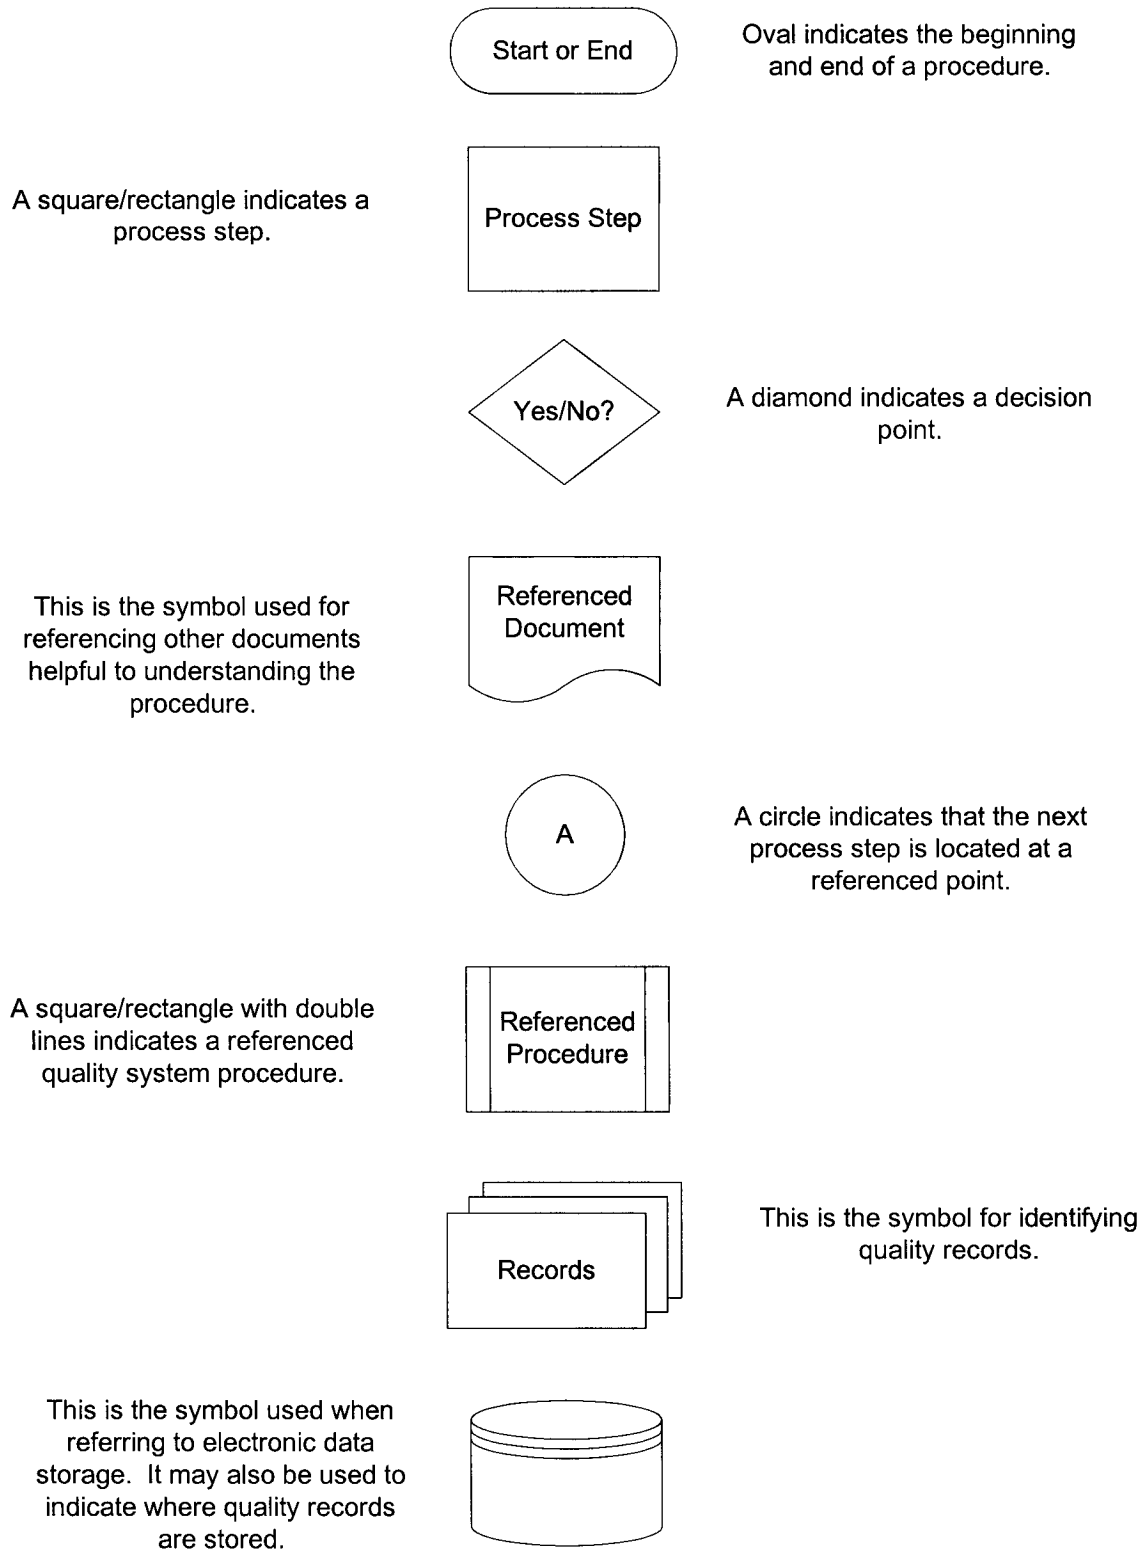 Start or End
Oval indicates the beginning
and end of a procedure.
A square/rectangle indicates a
process step.
Process Step
Yes/No?
A diamond indicates a decision
point.
This is the symbol used for
referencing other documents
helpful to understanding the
procedure.
Referenced
Document
A
A circle indicates that the next
process step is located at a
referenced point.
A square/rectangle with double
lines indicates a referenced
quality system procedure.
Referenced
Procedure
Records
This is the symbol for identifying
quality records.
This is the symbol used when
referring to electronic data
storage.  It may also be used to
indicate where quality records
are stored.